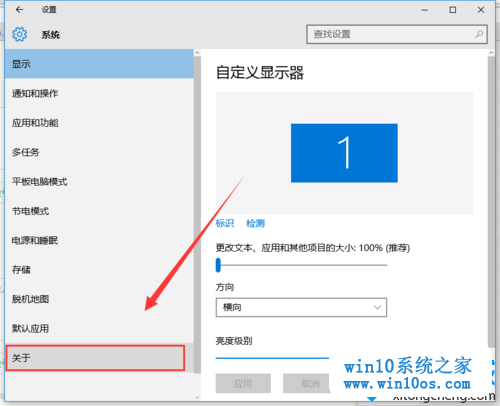 设置
系统
查找设置
显示
通知和操作
应用和功能
多任务
平板电脑模式
节电模式
电源和睡眠
存储
脱机地图
默认应用
关于
自定义显示器
1
标识 检测
更改文本、应用和其他项目的大小: 100% (推荐)
方向
横向
亮度级别
应用 取消
win10系统之家
www.win10os.com
xitongcheng.com